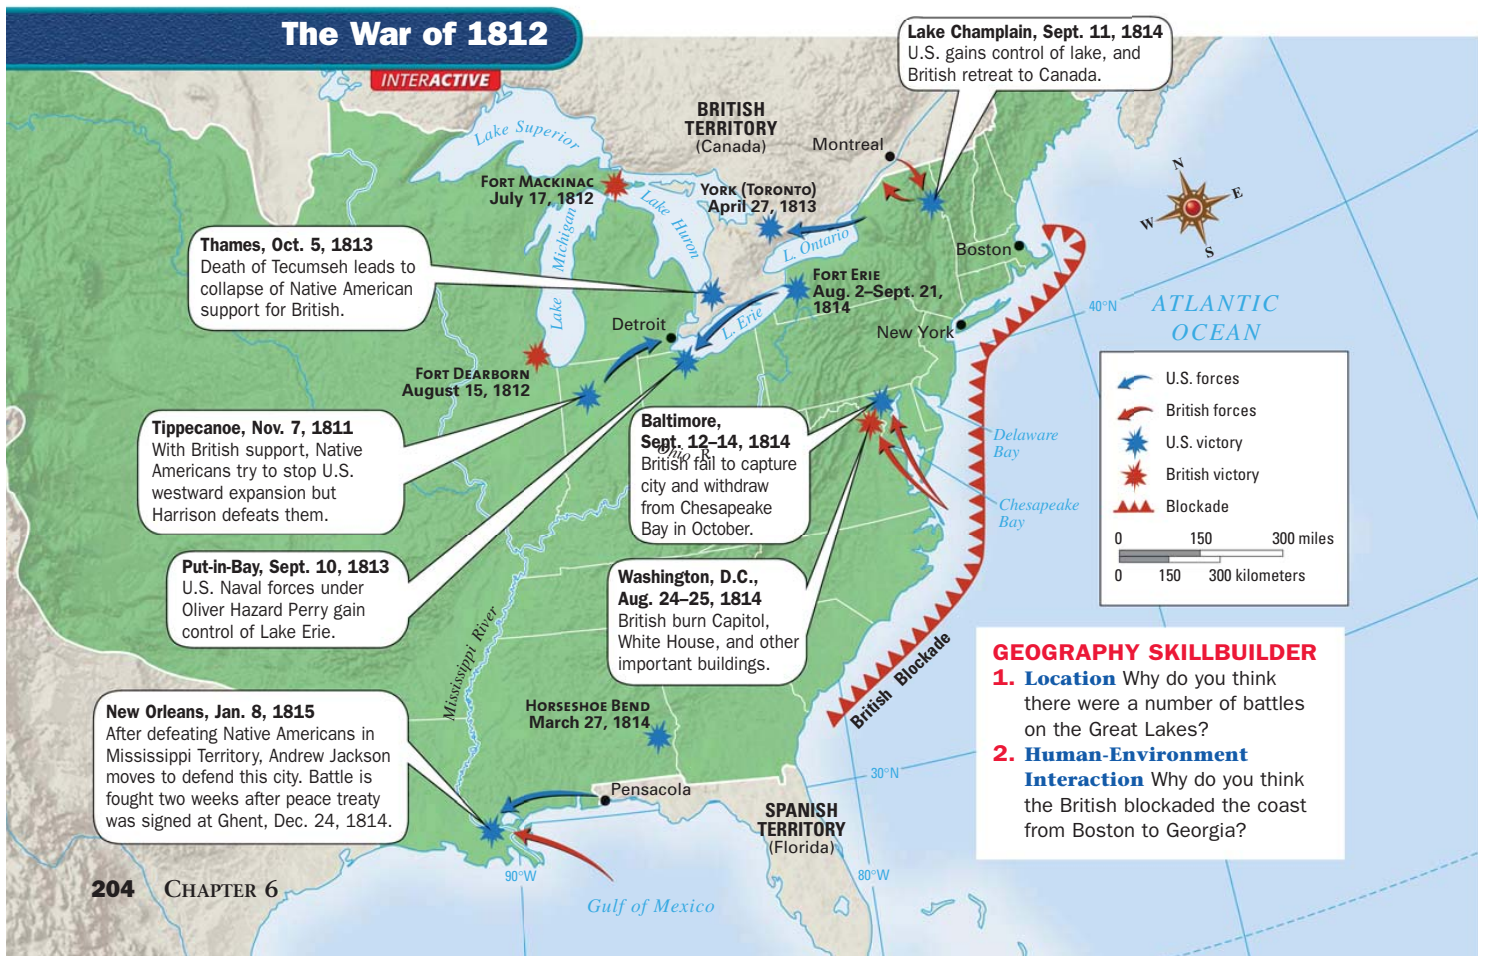 The War of 1812
INTERACTIVE
Lake Champlain, Sept. 11, 1814
U.S. gains control of lake, and
British retreat to Canada.
BRITISH
TERRITORY
(Canada)
Montreal
Lake Superior
FORT MACKINAC
July 17, 1812
YORK (TORONTO)
April 27, 1813
Lake Huron
Lake Michigan
L. Ontario
Boston
N
E
W
S
Thames, Oct. 5, 1813
Death of Tecumseh leads to
collapse of Native American
support for British.
FORT ERIE
Aug. 2–Sept. 21,
1814
L. Erie
Detroit
New York
40°N
ATLANTIC
OCEAN
FORT DEARBORN
August 15, 1812
U.S. forces
British forces
U.S. victory
British victory
Blockade
0 150 300 miles
0 150 300 kilometers
Tippecanoe, Nov. 7, 1811
With British support, Native
Americans try to stop U.S.
westward expansion but
Harrison defeats them.
Baltimore,
Sept. 12–14, 1814
British fail to capture
city and withdraw
from Chesapeake
Bay in October.
Ohio R.
Delaware
Bay
Chesapeake
Bay
Put-in-Bay, Sept. 10, 1813
U.S. Naval forces under
Oliver Hazard Perry gain
control of Lake Erie.
Washington, D.C.,
Aug. 24–25, 1814
British burn Capitol,
White House, and other
important buildings.
Mississippi River
British Blockade
New Orleans, Jan. 8, 1815
After defeating Native Americans in
Mississippi Territory, Andrew Jackson
moves to defend this city. Battle is
fought two weeks after peace treaty
was signed at Ghent, Dec. 24, 1814.
HORSESHOE BEND
March 27, 1814
Pensacola
30°N
SPANISH
TERRITORY
(Florida)
90°W
80°W
Gulf of Mexico
GEOGRAPHY SKILLBUILDER
1. Location Why do you think
there were a number of battles
on the Great Lakes?
2. Human-Environment
Interaction Why do you think
the British blockaded the coast
from Boston to Georgia?
204 CHAPTER 6